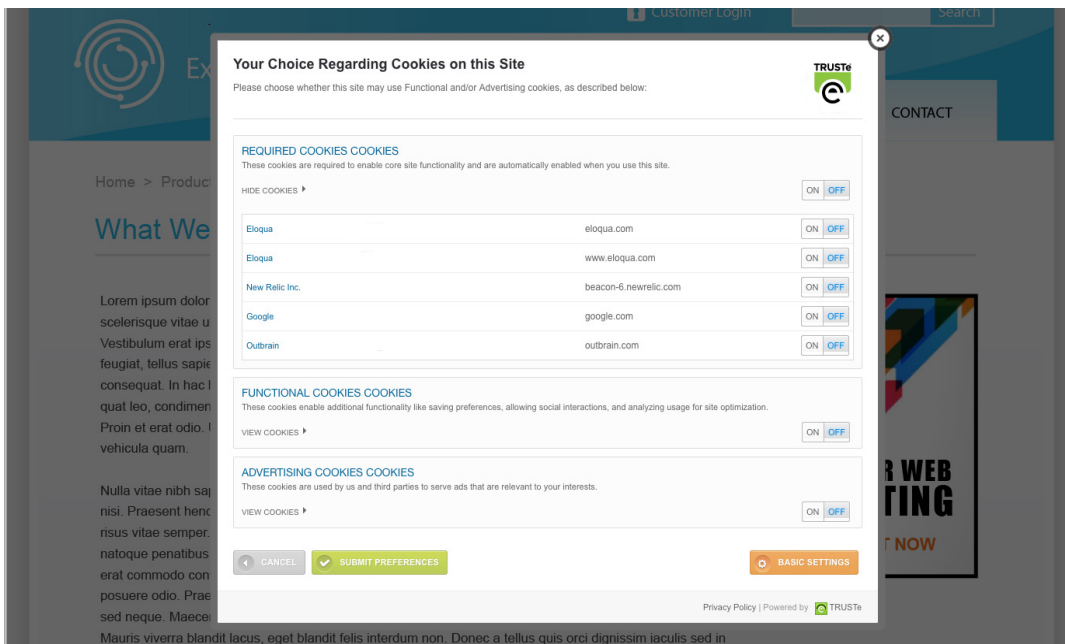 Customer Login
Search
Ex
CONTACT
Your Choice Regarding Cookies on this Site
TRUSTe
Please choose whether this site may use Functional and/or Advertising cookies, as described below:
REQUIRED COOKIES COOKIES
These cookies are required to enable core site functionality and are automatically enabled when you use this site.
HIDE COOKIES
ON OFF
Eloqua eloqua.com ON OFF
Eloqua www.eloqua.com ON OFF
New Relic Inc. beacon-6.newrelic.com ON OFF
Google google.com ON OFF
Outbrain outbrain.com ON OFF
FUNCTIONAL COOKIES COOKIES
These cookies enable additional functionality like saving preferences, allowing social interactions, and analyzing usage for site optimization.
VIEW COOKIES
ON OFF
ADVERTISING COOKIES COOKIES
These cookies are used by us and third parties to serve ads that are relevant to your interests.
VIEW COOKIES
ON OFF
CANCEL
SUBMIT PREFERENCES
BASIC SETTINGS
Privacy Policy | Powered by TRUSTe
Home > Produc
What We
Lorem ipsum dolor
scelerisque vitae u
Vestibulum erat ips
feugiat, tellus sapie
consequat. In hac
quat leo, condimen
Proin et erat odio.
vehicula quam.
Nulla vitae nibh sap
nisi. Praesent hend
risus vitae semper.
natoque penatibus
erat commodo con
posuere odio. Prae
sed neque. Maecer
Mauris viverra blandit lacus, eget blandit felis interdum non. Donec a tellus quis orci dignissim iaculis sed in
R WEB
TING
NOW